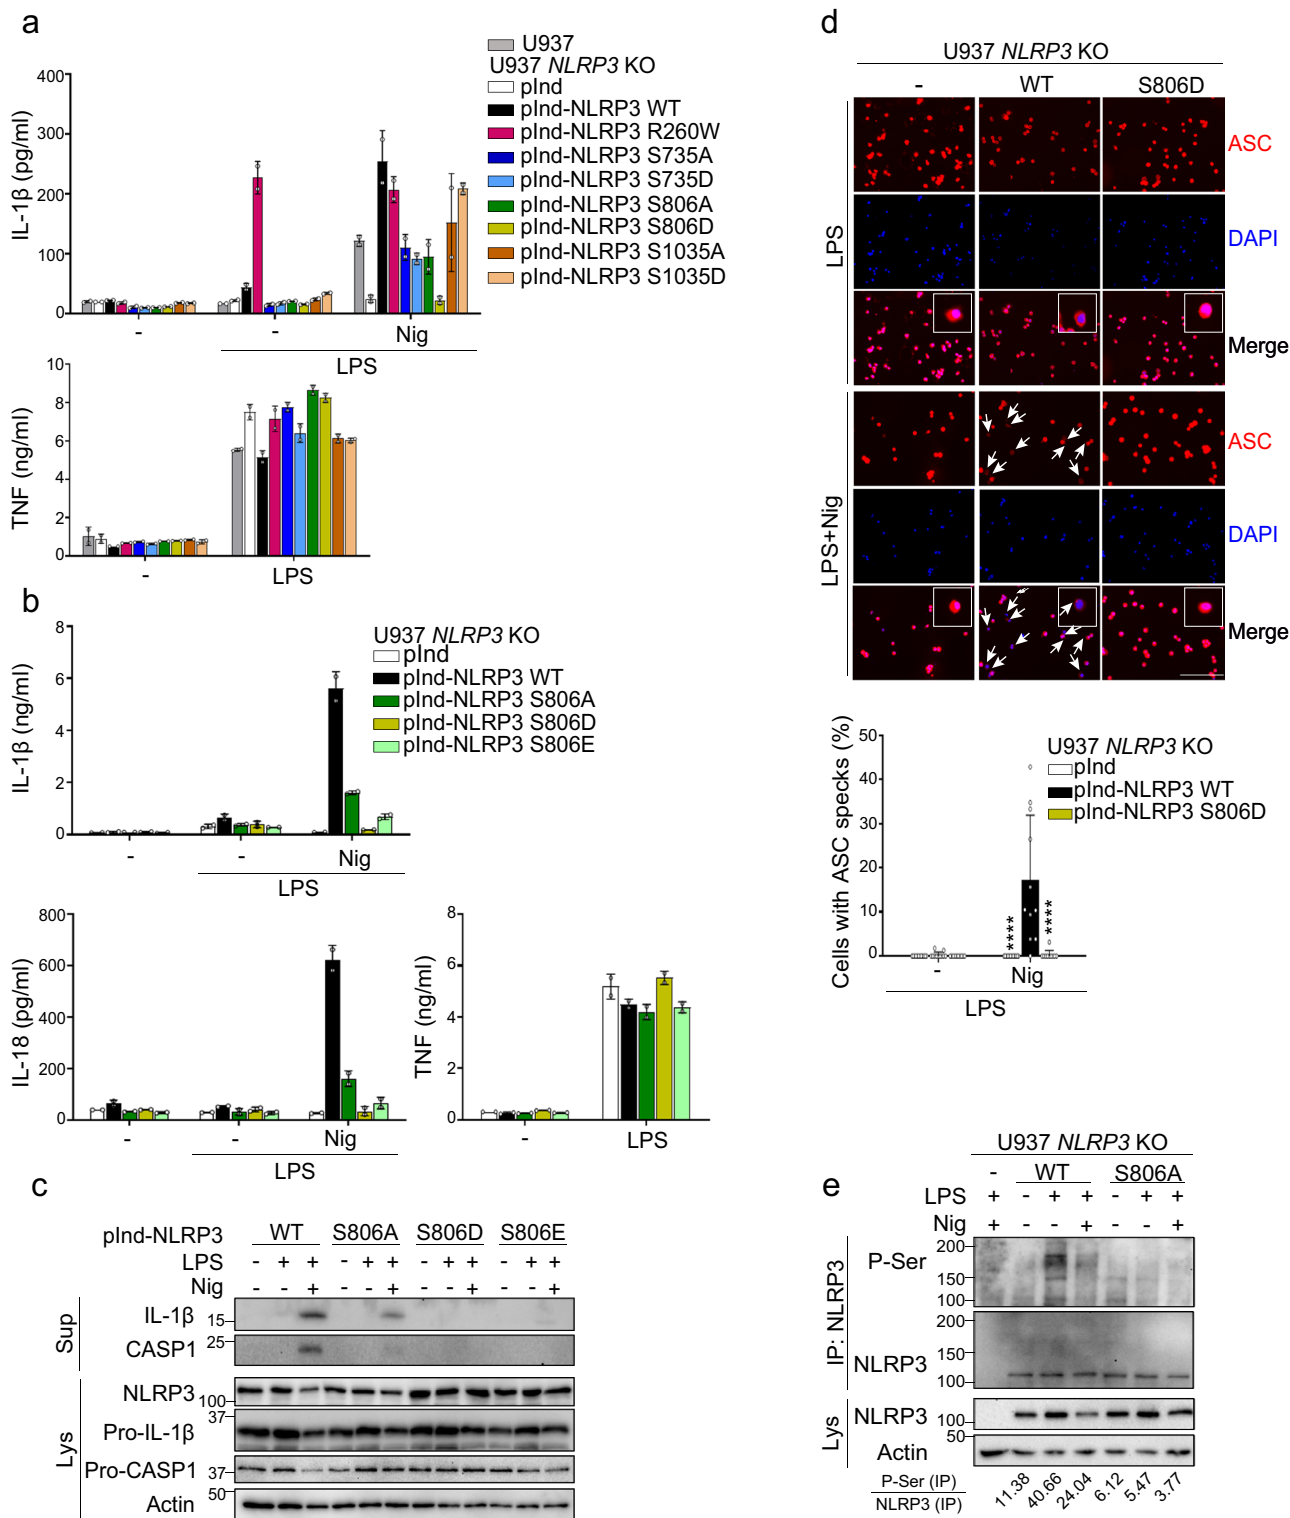 a
400
300
200
100
0
IL-1β (pg/ml)
U937
U937 NLRP3 KO
pInd
pInd-NLRP3 WT
pInd-NLRP3 R260W
pInd-NLRP3 S735A
pInd-NLRP3 S735D
pInd-NLRP3 S806A
pInd-NLRP3 S806D
pInd-NLRP3 S1035A
pInd-NLRP3 S1035D
- - Nig
LPS
10
8
6
4
2
0
TNF (ng/ml)
- LPS
b
8
6
4
2
0
IL-1β (ng/ml)
U937 NLRP3 KO
pInd
pInd-NLRP3 WT
pInd-NLRP3 S806A
pInd-NLRP3 S806D
pInd-NLRP3 S806E
- - Nig
LPS
800
600
400
200
0
IL-18 (pg/ml)
- - Nig
LPS
8
6
4
2
0
TNF (ng/ml)
- LPS
c
pInd-NLRP3 WT S806A S806D S806E
LPS - + + - + + - + + - + +
Nig - - + - - + - - + - - +
Sup
IL-1β 15
CASP1 25
Lys
NLRP3 100
Pro-IL-1β 37
Pro-CASP1 37
Actin 50
d
U937 NLRP3 KO
- WT S806D
LPS
ASC
DAPI
Merge
LPS+Nig
ASC
DAPI
Merge
50
40
30
20
10
0
Cells with ASC specks (%)
U937 NLRP3 KO
pInd
pInd-NLRP3 WT
pInd-NLRP3 S806D
**** ****
- Nig
LPS
e
U937 NLRP3 KO
- WT S806A
LPS + - + + - + +
Nig + - - + - - +
IP: NLRP3
P-Ser 200 150 100
NLRP3 200 150 100
Lys
NLRP3 100
Actin 50
P-Ser (IP)
NLRP3 (IP)
11.38 40.66 24.04 6.12 5.47 3.77